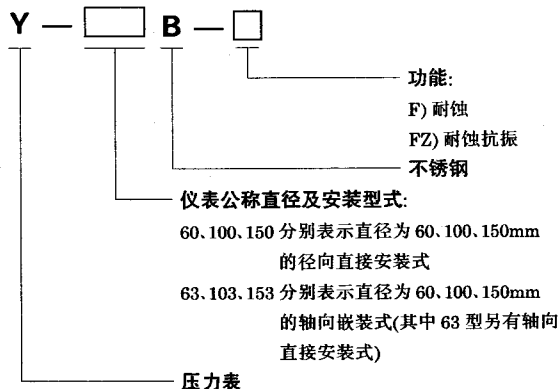 Y — B —
功能:
F) 耐蚀
FZ) 耐蚀抗振
不锈钢
仪表公称直径及安装型式:
60、100、150 分别表示直径为 60、100、150mm
的径向直接安装式
63、103、153 分别表示直径为 60、100、150mm
的轴向嵌装式(其中 63 型另有轴向
直接安装式)
压力表